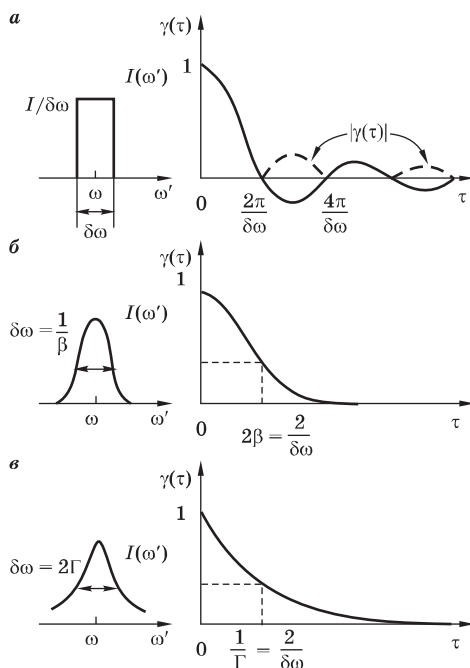 а
γ(τ)
I(ω′)
1
I/δω
|γ(τ)|
ω
ω′
δω
0
2π/δω
4π/δω
τ
б
γ(τ)
1
I(ω′)
δω = 1/β
ω
ω′
0
τ
2β = 2/δω
в
γ(τ)
1
I(ω′)
δω = 2Γ
ω
ω′
0
1/Γ = 2/δω
τ